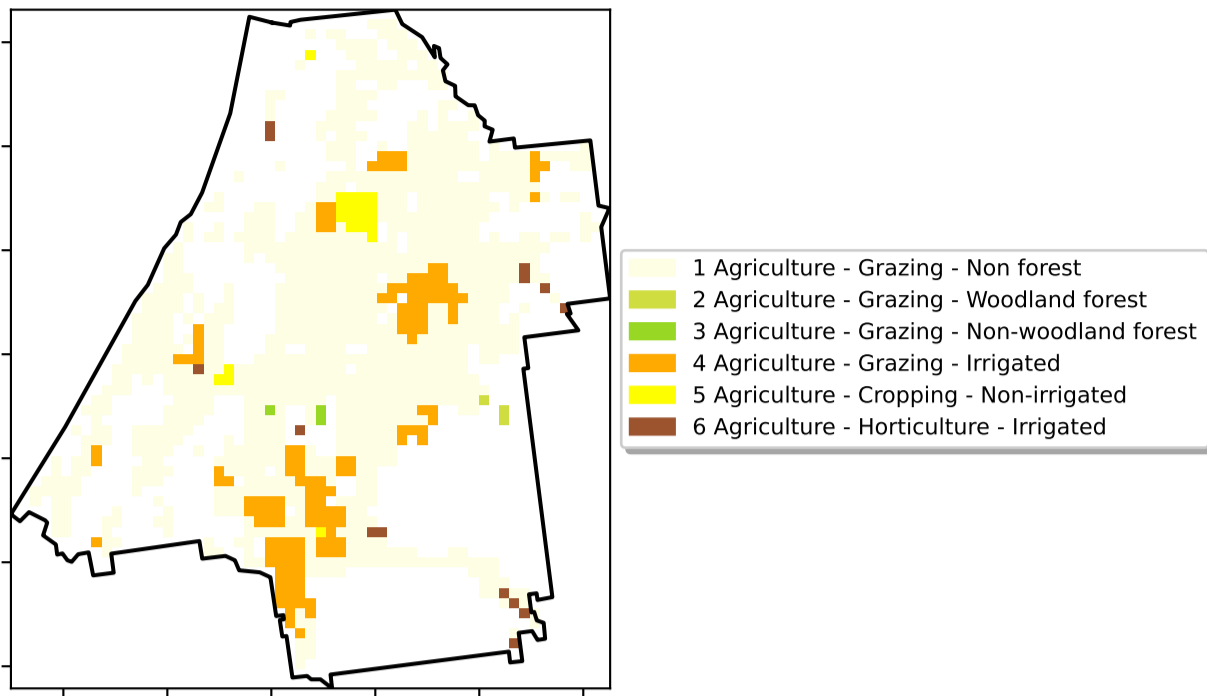 1 Agriculture - Grazing - Non forest
2 Agriculture - Grazing - Woodland forest
3 Agriculture - Grazing - Non-woodland forest
4 Agriculture - Grazing - Irrigated
5 Agriculture - Cropping - Non-irrigated
6 Agriculture - Horticulture - Irrigated